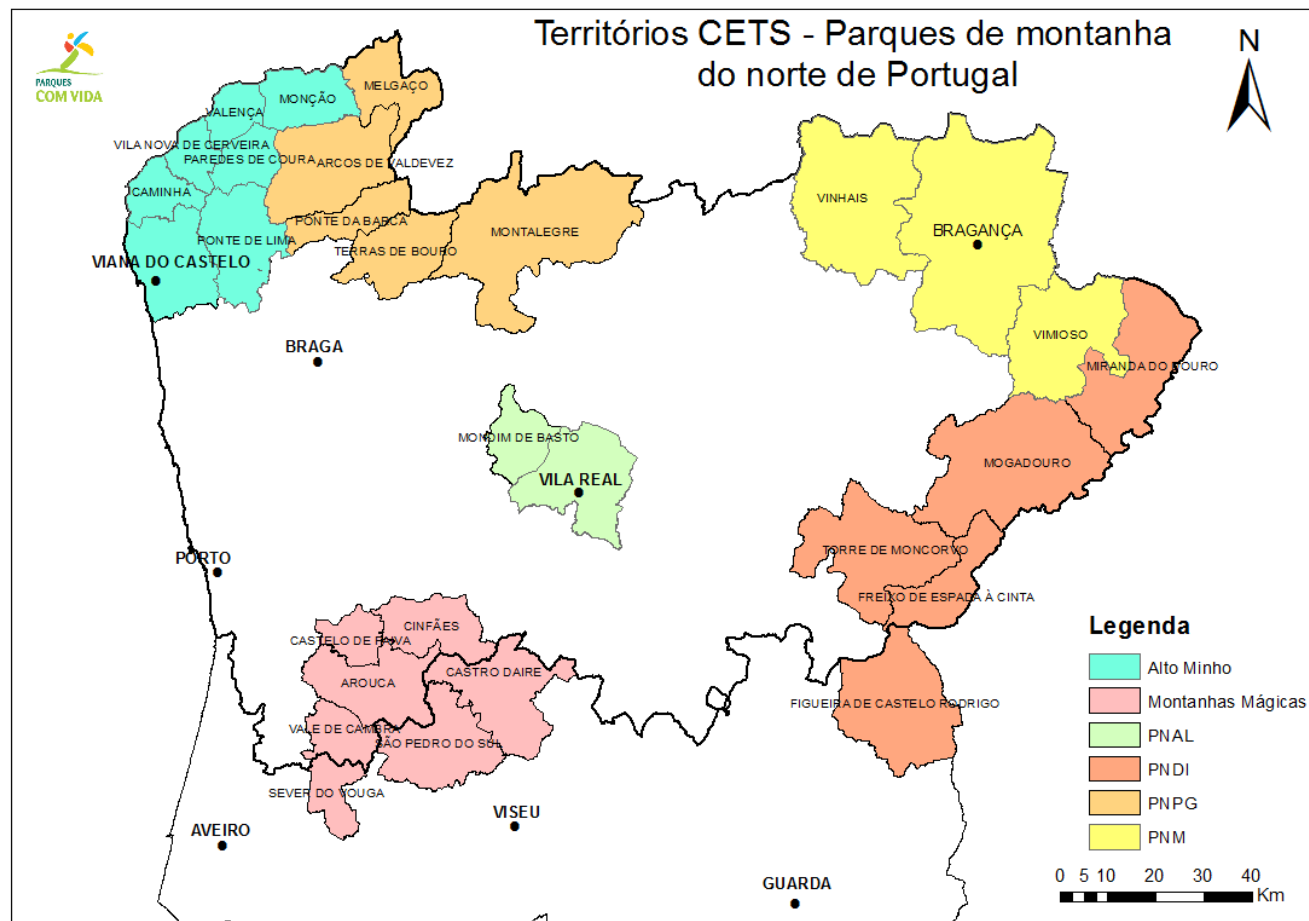 Territórios CETS - Parques de montanha
do norte de Portugal
N
PARQUES
COM VIDA
MELGAÇO
MONÇÃO
VALENÇA
VILA NOVA DE CERVEIRA
PAREDES DE COURA
ARCOS DE VALDEVEZ
CAMINHA
VINHAIS
PONTE DA BARCA
BRAGANÇA
MONTALEGRE
PONTE DE LIMA
TERRAS DE BOURO
VIANA DO CASTELO
VIMIOSO
BRAGA
MIRANDA DO DOURO
MONDIM DE BASTO
MOGADOURO
VILA REAL
TORRE DE MONCORVO
PORTO
FREIXO DE ESPADA À CINTA
CINFÃES
CASTELO DE PAIVA
CASTRO DAIRE
AROUCA
FIGUEIRA DE CASTELO RODRIGO
VALE DE CAMBRA
SÃO PEDRO DO SUL
SEVER DO VOUGA
VISEU
AVEIRO
GUARDA
Legenda
Alto Minho
Montanhas Mágicas
PNAL
PNDI
PNPG
PNM
0 5 10 20 30 40
Km